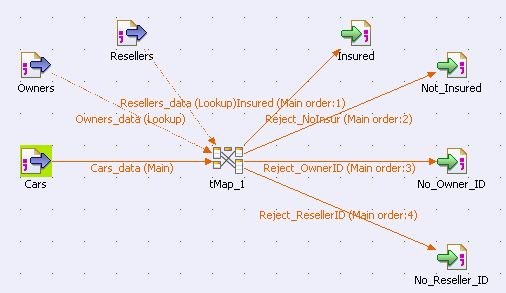 Resellers
Insured
Owners
Not_Insured
Resellers_data (Lookup)
Insured (Main order:1)
Owners_data (Lookup)
Reject_NoInsur (Main order:2)
Cars_data (Main)
Reject_OwnerID (Main order:3)
Cars
tMap_1
No_Owner_ID
Reject_ResellerID (Main order:4)
No_Reseller_ID